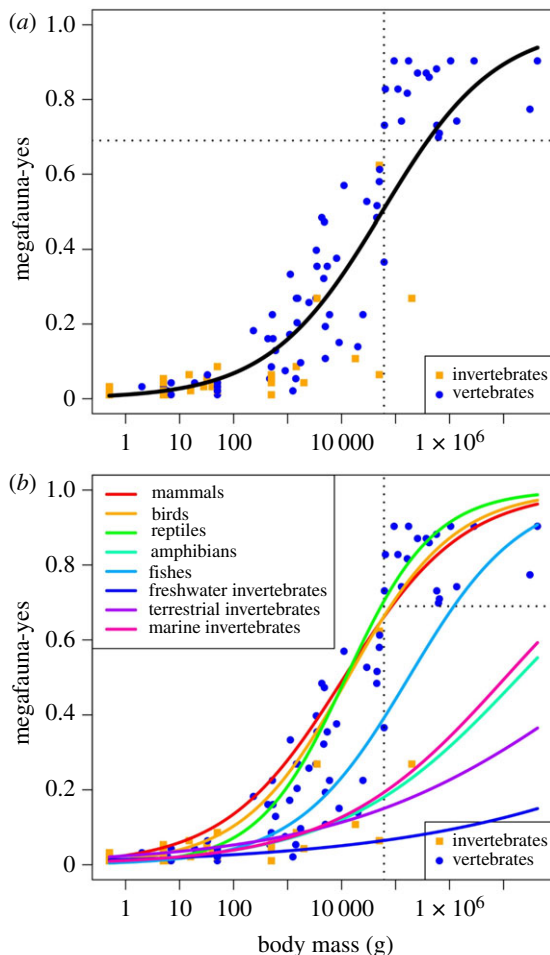 (a)
1.0
0.8
0.6
0.4
0.2
0
megafauna-yes
invertebrates
vertebrates
1 10 100 10 000 1 × 10⁶
(b)
1.0
0.8
0.6
0.4
0.2
0
megafauna-yes
mammals
birds
reptiles
amphibians
fishes
freshwater invertebrates
terrestrial invertebrates
marine invertebrates
invertebrates
vertebrates
1 10 100 10 000 1 × 10⁶
body mass (g)